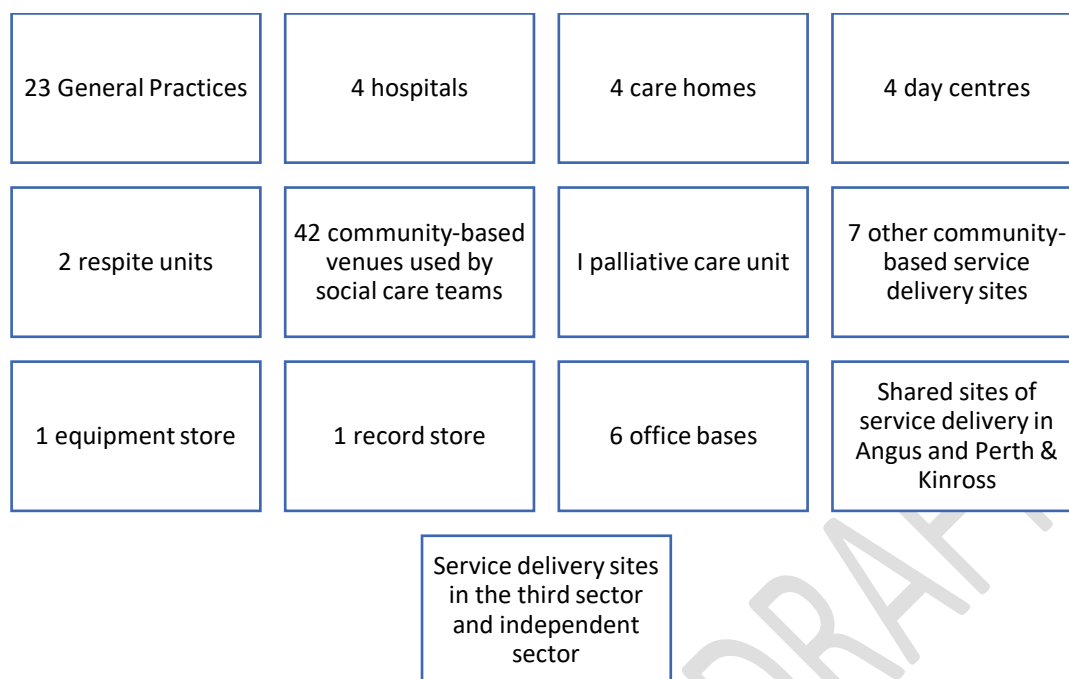 23 General Practices
4 hospitals
4 care homes
4 day centres
2 respite units
42 community-based
venues used by
social care teams
I palliative care unit
7 other community-
based service
delivery sites
1 equipment store
1 record store
6 office bases
Shared sites of
service delivery in
Angus and Perth &
Kinross
Service delivery sites
in the third sector
and independent
sector
DRAFT